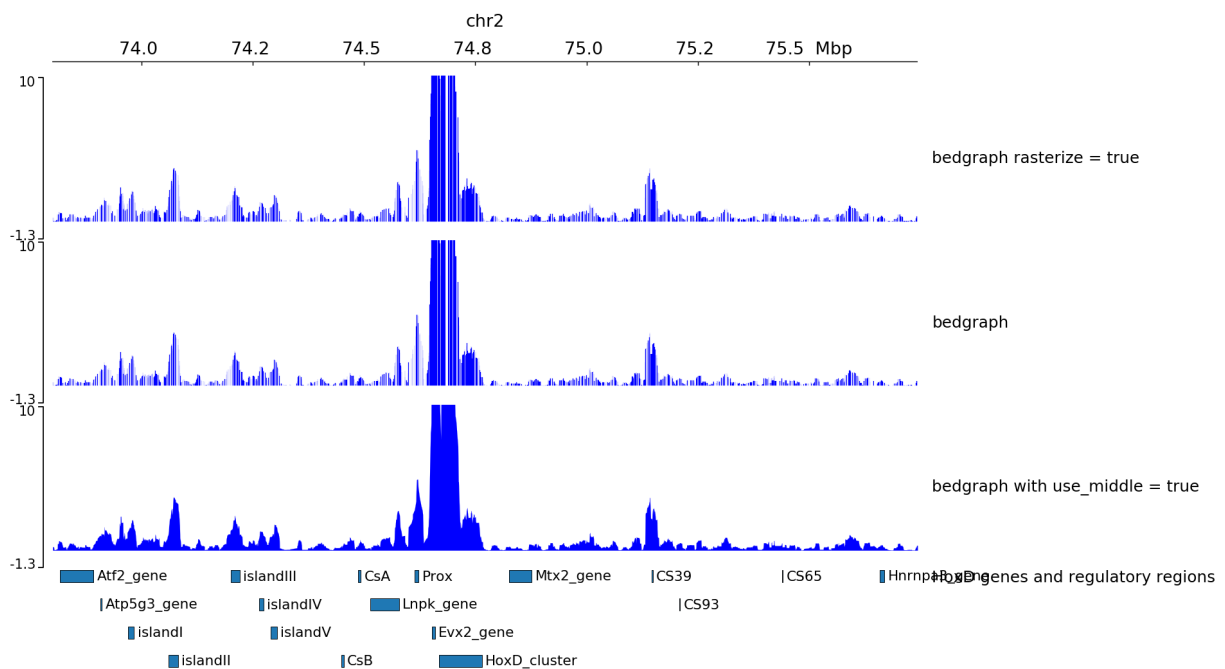 chr2
74.0 74.2 74.5 74.8 75.0 75.2 75.5 Mbp
10
bedgraph rasterize = true
-1.3
10
bedgraph
-1.3
10
bedgraph with use_middle = true
-1.3
Atf2_gene islandIII CsA Prox Mtx2_gene CS39 CS65 Hnrnpa3_gene HoxD genes and regulatory regions
Atp5g3_gene islandIV Lnpk_gene CS93
islandI islandV Evx2_gene
islandII CsB HoxD_cluster